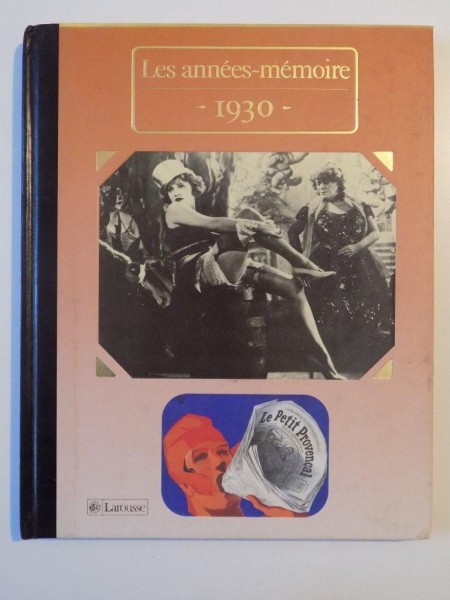 Les années-mémoire
- 1930 -
Le Petit Provençal
Larousse